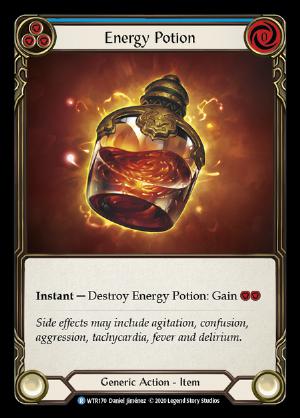 Energy Potion
0
Instant — Destroy Energy Potion: Gain
Side effects may include agitation, confusion,
aggression, tachycardia, fever and delirium.
Generic Action - Item
R WTR170 Daniel Jiménez © 2020 Legend Story Studios